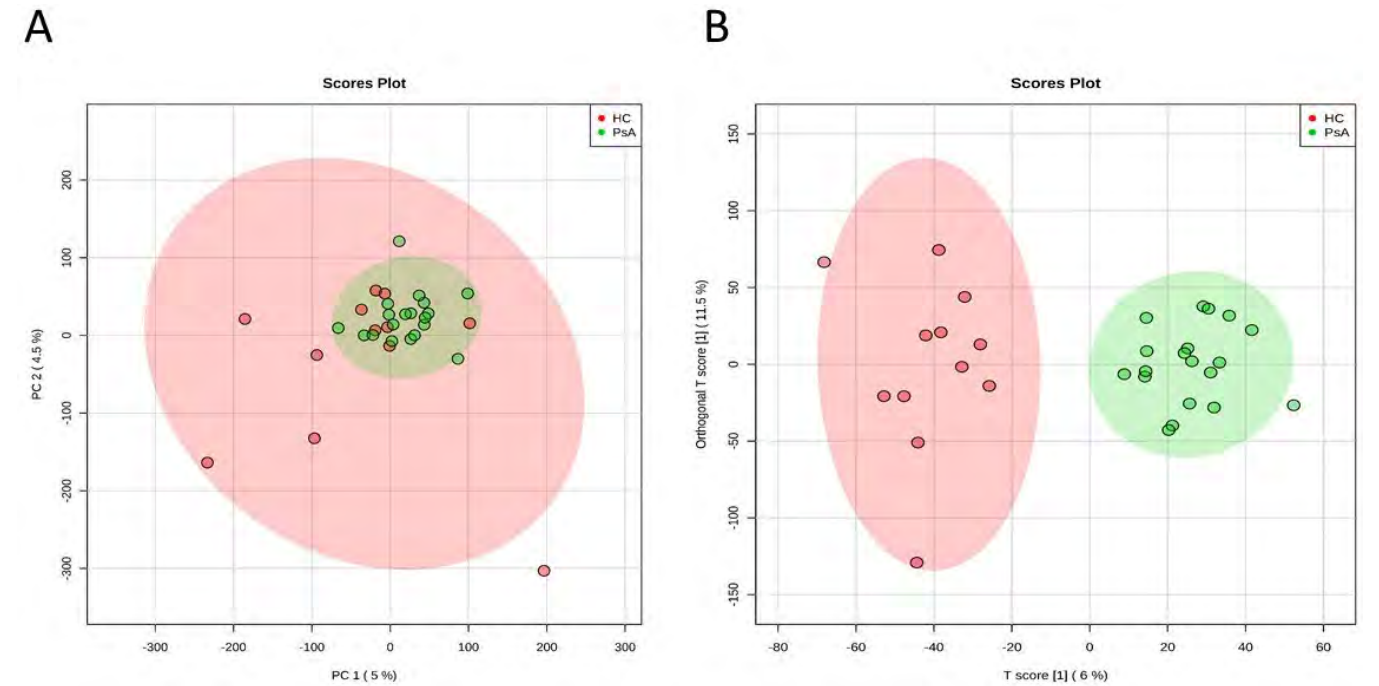 A
B
Scores Plot
HC
PsA
200
100
0
-100
-200
-300
PC 2 ( 4.5 %)
-300
-200
-100
0
100
200
300
PC 1 ( 5 %)
Scores Plot
HC
PsA
150
100
50
0
-50
-100
-150
Orthogonal T score [1] ( 11.5 %)
-80
-60
-40
-20
0
20
40
60
T score [1] ( 6 %)